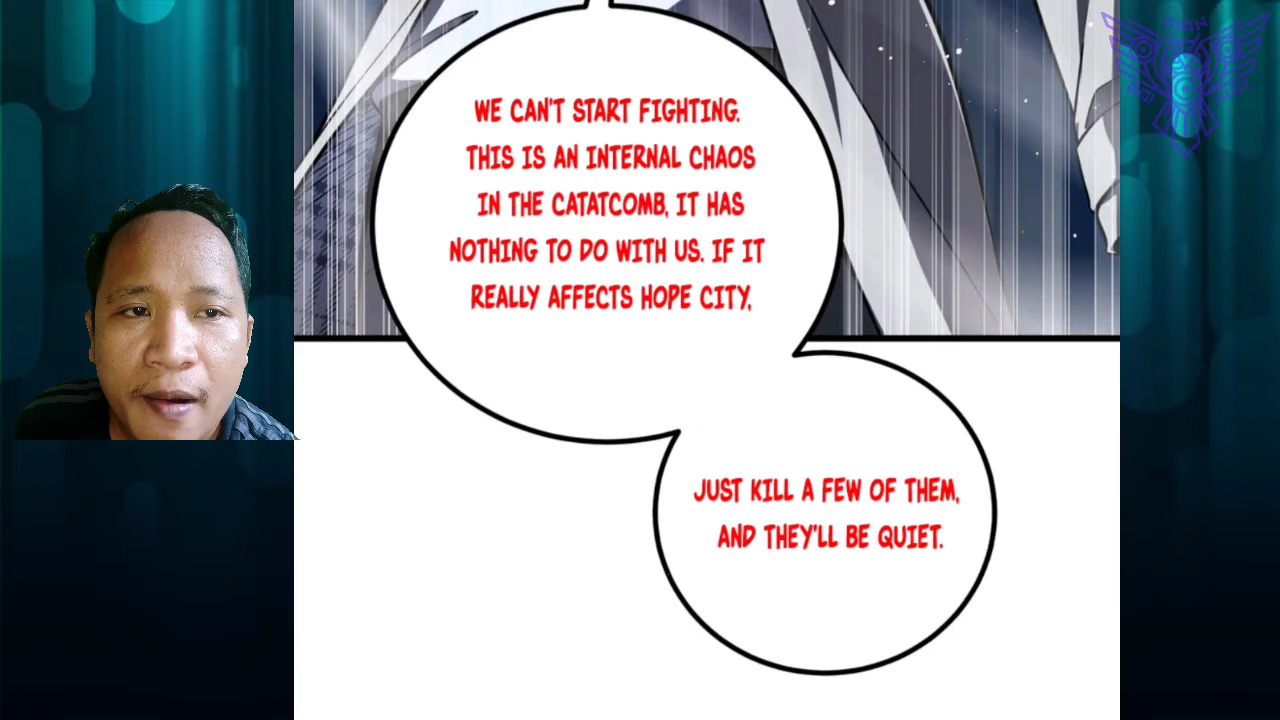 WE CAN'T START FIGHTING.
THIS IS AN INTERNAL CHAOS
IN THE CATATCOMB, IT HAS
NOTHING TO DO WITH US. IF IT
REALLY AFFECTS HOPE CITY,
JUST KILL A FEW OF THEM,
AND THEY'LL BE QUIET.